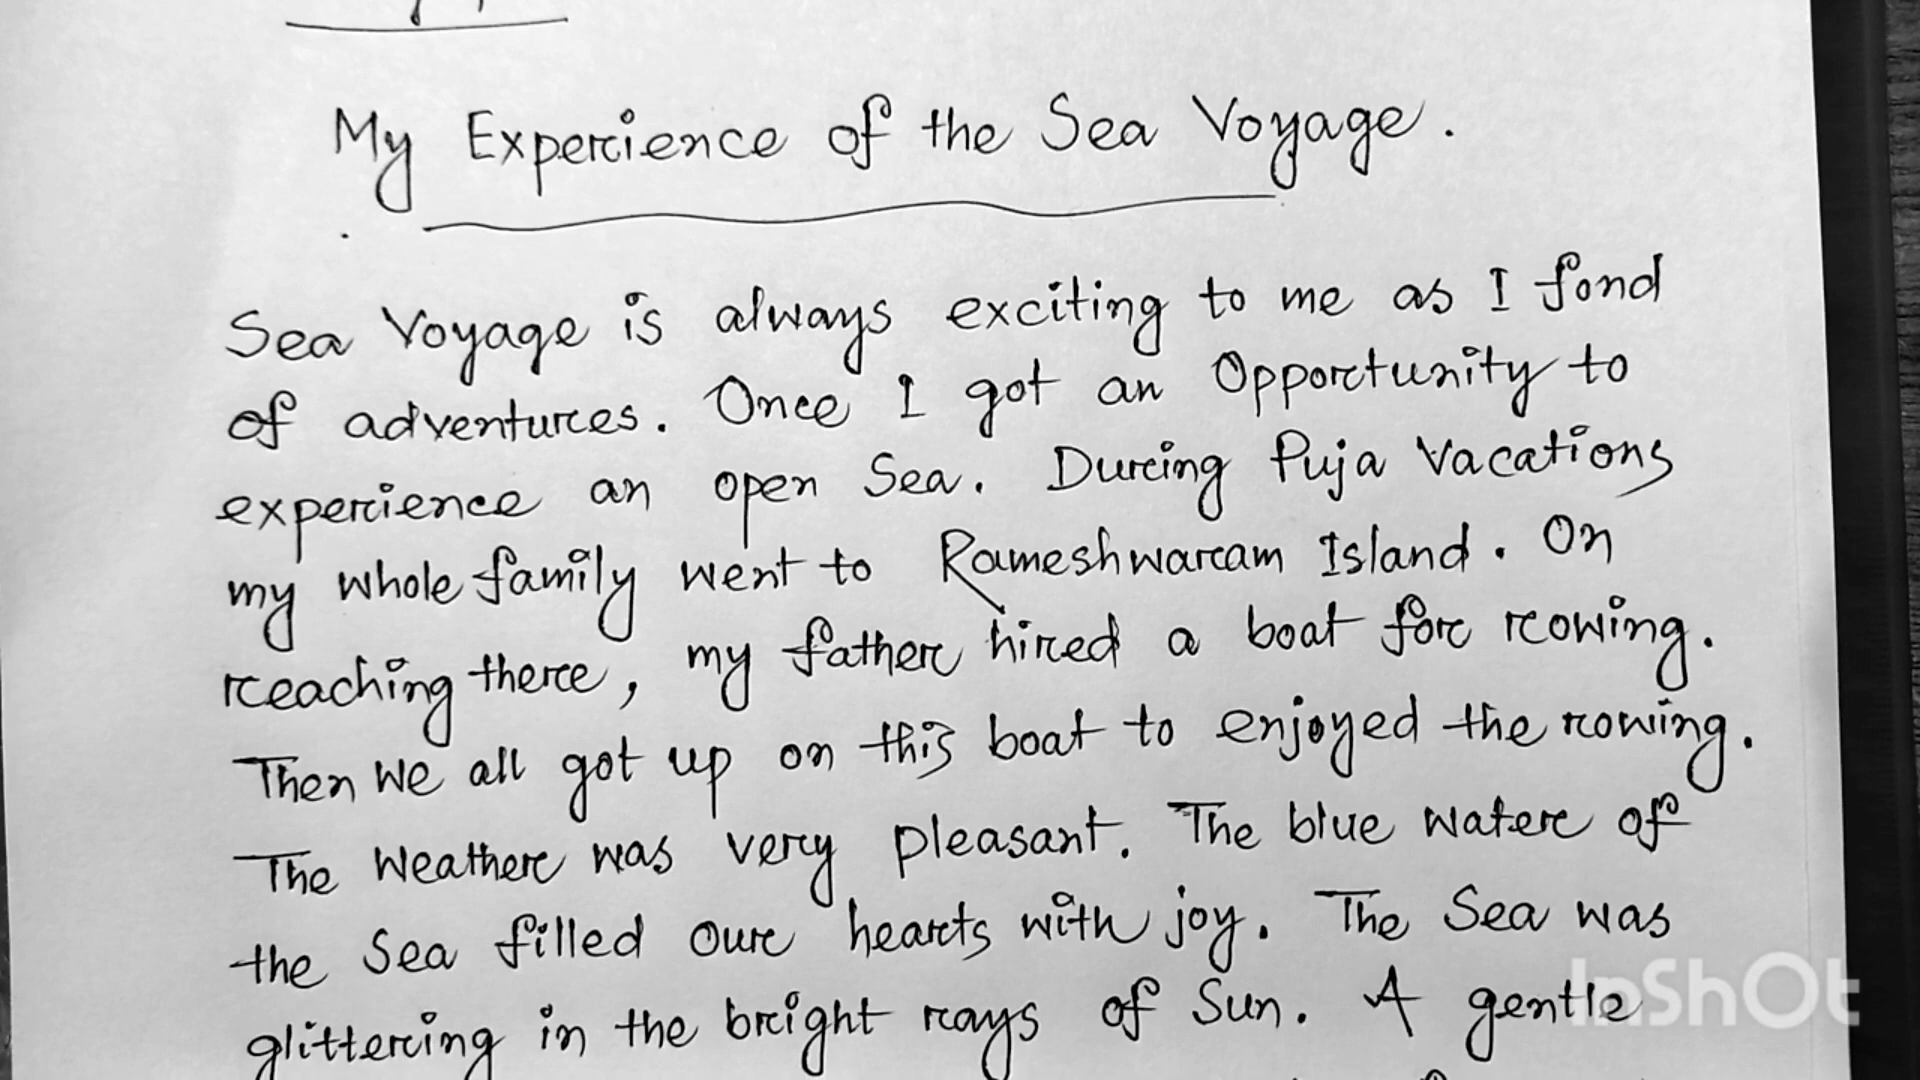 My Experience of the Sea Voyage.
Sea Voyage is always exciting to me as I fond
of adventures. Once I got an Opportunity to
experience an open Sea. During Puja Vacations
my whole family went to Rameshwaram Island. On
reaching there, my father hired a boat for rowing.
Then We all got up on this boat to enjoyed the rowing.
The Weather was very pleasant. The blue water of
the Sea filled our hearts with joy. The Sea was
glittering in the bright rays of Sun. A gentle
InShOt